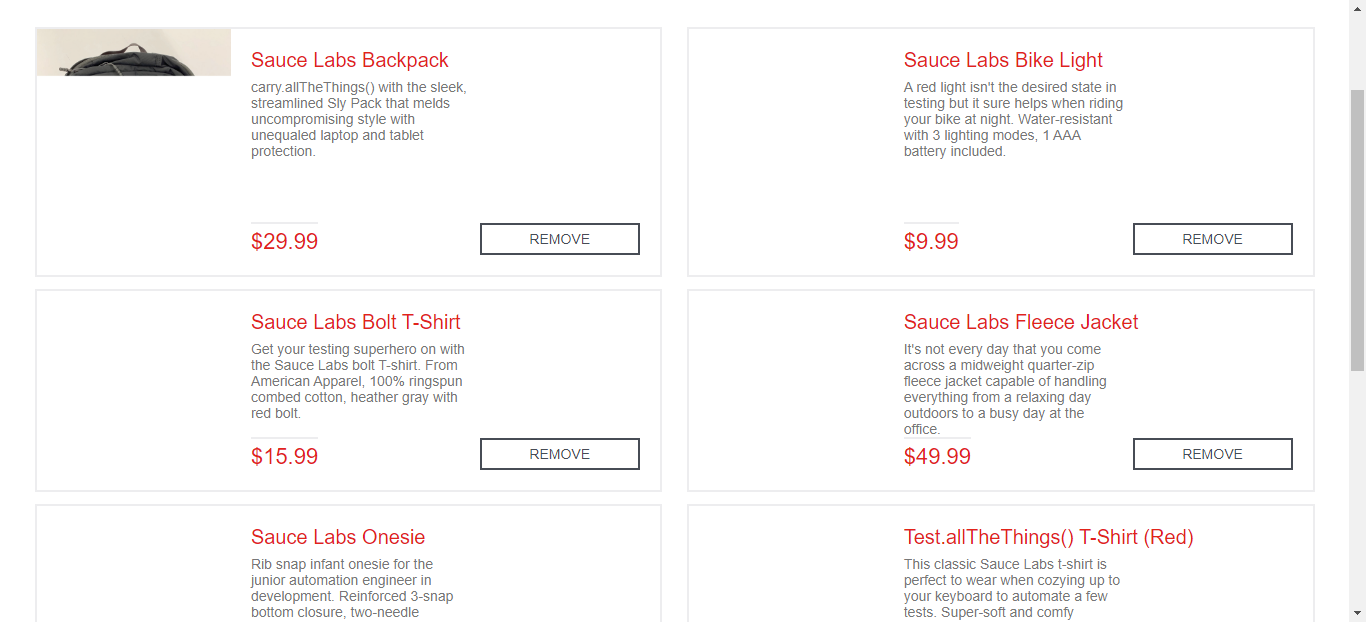 Sauce Labs Backpack
carry.allTheThings() with the sleek,
streamlined Sly Pack that melds
uncompromising style with
unequaled laptop and tablet
protection.
$29.99
REMOVE
Sauce Labs Bike Light
A red light isn't the desired state in
testing but it sure helps when riding
your bike at night. Water-resistant
with 3 lighting modes, 1 AAA
battery included.
$9.99
REMOVE
Sauce Labs Bolt T-Shirt
Get your testing superhero on with
the Sauce Labs bolt T-shirt. From
American Apparel, 100% ringspun
combed cotton, heather gray with
red bolt.
$15.99
REMOVE
Sauce Labs Fleece Jacket
It's not every day that you come
across a midweight quarter-zip
fleece jacket capable of handling
everything from a relaxing day
outdoors to a busy day at the
office.
$49.99
REMOVE
Sauce Labs Onesie
Rib snap infant onesie for the
junior automation engineer in
development. Reinforced 3-snap
bottom closure, two-needle
Test.allTheThings() T-Shirt (Red)
This classic Sauce Labs t-shirt is
perfect to wear when cozying up to
your keyboard to automate a few
tests. Super-soft and comfy